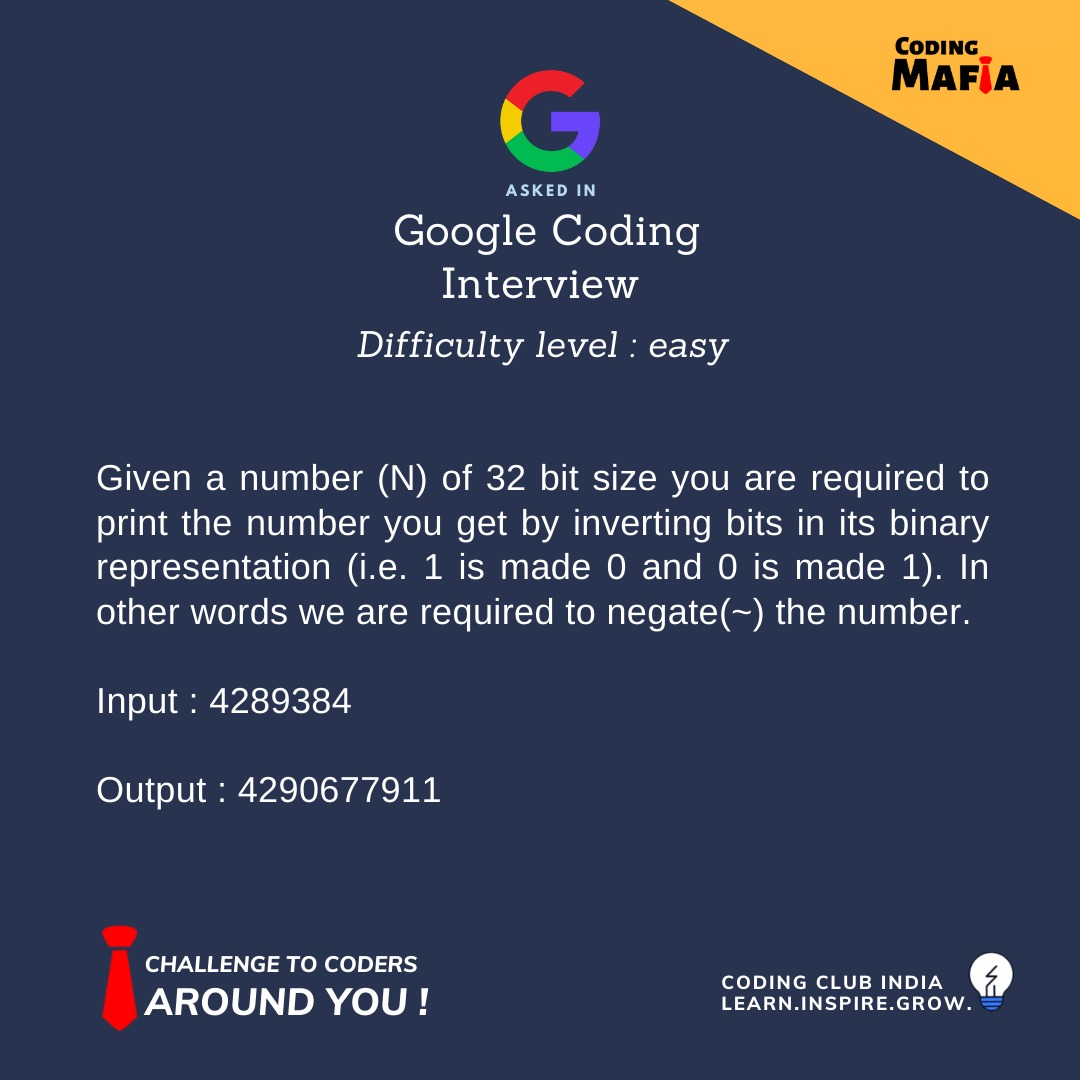 CODING
MAFIA
ASKED IN
Google Coding
Interview
Difficulty level : easy
Given a number (N) of 32 bit size you are required to
print the number you get by inverting bits in its binary
representation (i.e. 1 is made 0 and 0 is made 1). In
other words we are required to negate(~) the number.
Input : 4289384
Output : 4290677911
CHALLENGE TO CODERS
AROUND YOU !
CODING CLUB INDIA
LEARN.INSPIRE.GROW.